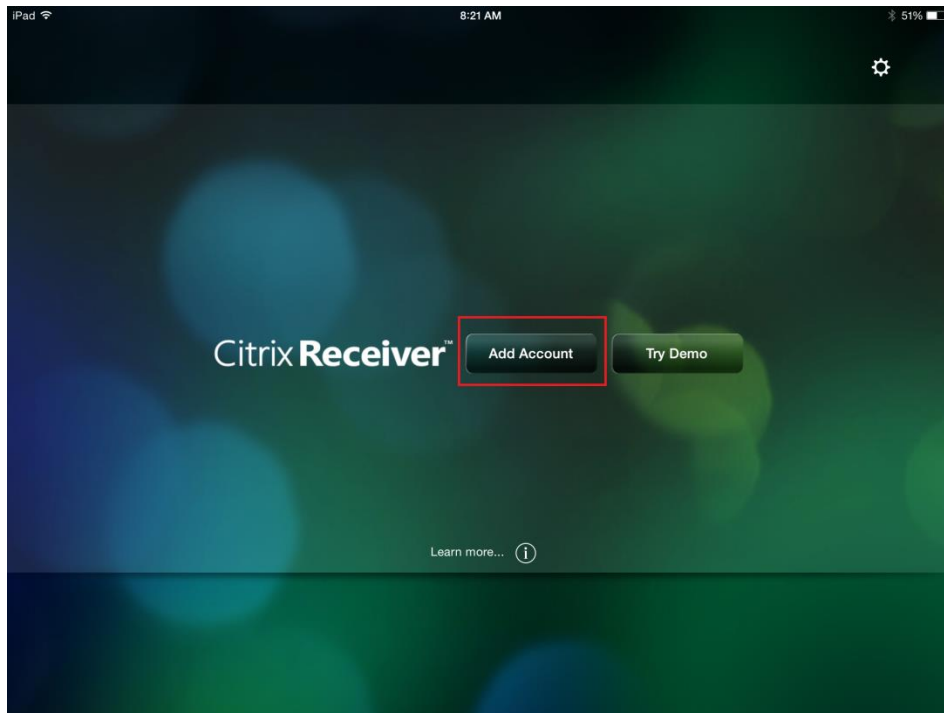 iPad 8:21 AM 51%
Citrix Receiver™ Add Account Try Demo
Learn more... i